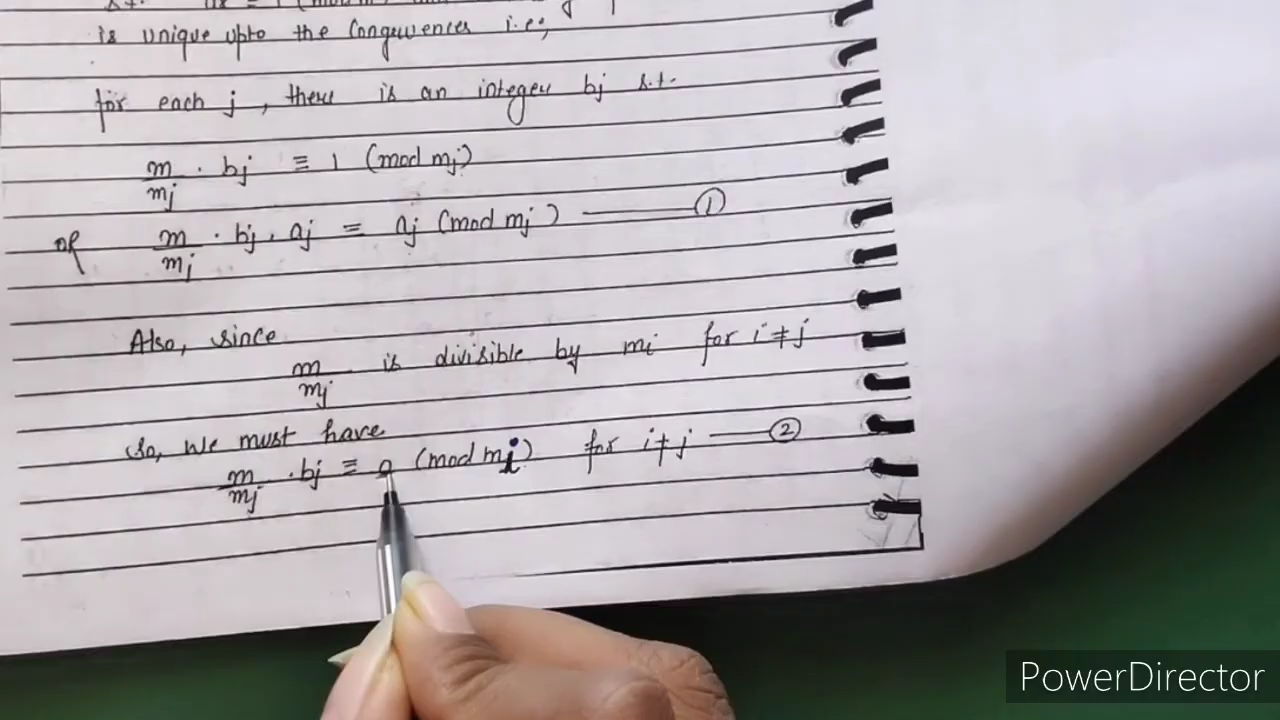 is unique upto the Congruences i.e;
for each j, there is an integer bj s.t.
m/mj . bj ≡ 1 (mod mj)
or m/mj . bj . aj ≡ aj (mod mj) ——— ①
Also, since
m/mj is divisible by mi for i ≠ j
So, we must have
m/mj . bj ≡ 0 (mod mi) for i ≠ j —— ②
PowerDirector